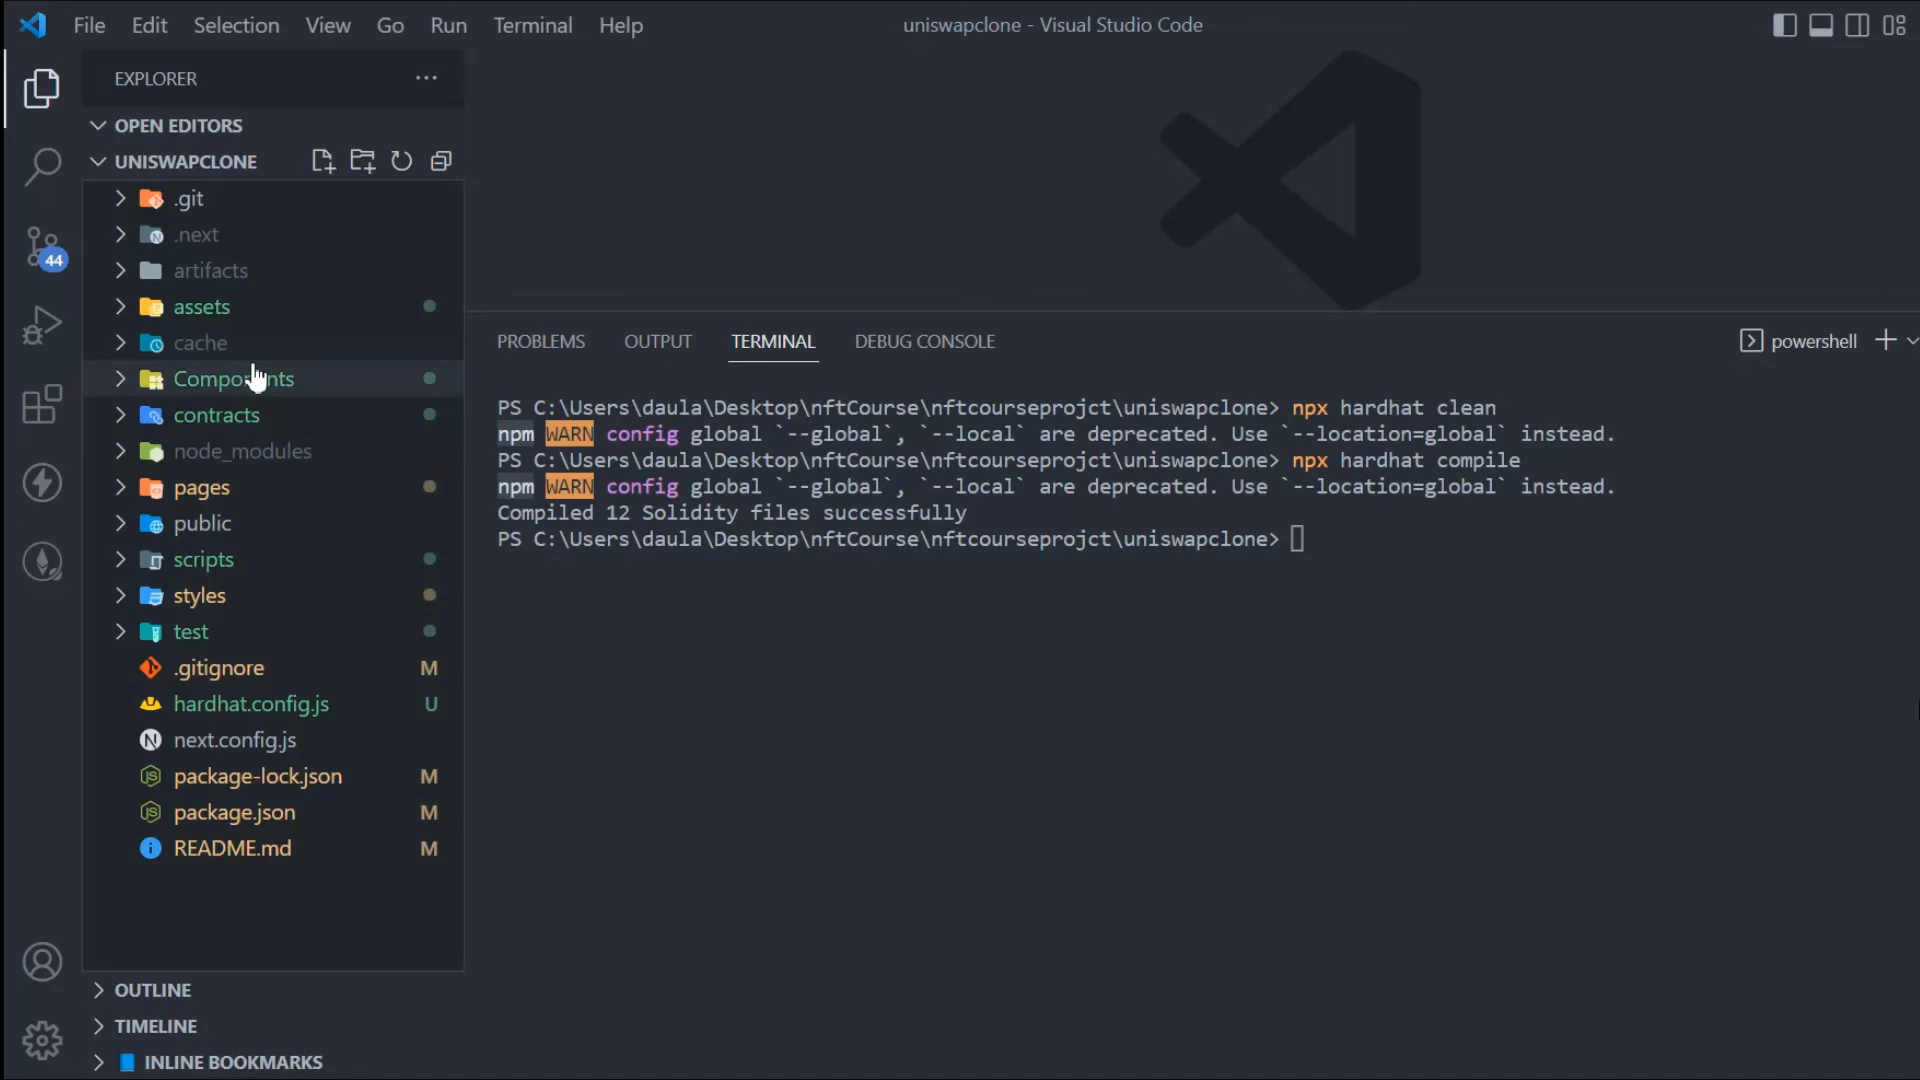 File Edit Selection View Go Run Terminal Help
uniswapclone - Visual Studio Code
EXPLORER
OPEN EDITORS
UNISWAPCLONE
.git
.next
artifacts
assets
cache
Components
contracts
node_modules
pages
public
scripts
styles
test
.gitignore M
hardhat.config.js U
next.config.js
package-lock.json M
package.json M
README.md M
OUTLINE
TIMELINE
INLINE BOOKMARKS
44
PROBLEMS OUTPUT TERMINAL DEBUG CONSOLE
powershell
PS C:\Users\daula\Desktop\nftCourse\nftcourseprojct\uniswapclone> npx hardhat clean
npm WARN config global `--global`, `--local` are deprecated. Use `--location=global` instead.
PS C:\Users\daula\Desktop\nftCourse\nftcourseprojct\uniswapclone> npx hardhat compile
npm WARN config global `--global`, `--local` are deprecated. Use `--location=global` instead.
Compiled 12 Solidity files successfully
PS C:\Users\daula\Desktop\nftCourse\nftcourseprojct\uniswapclone>